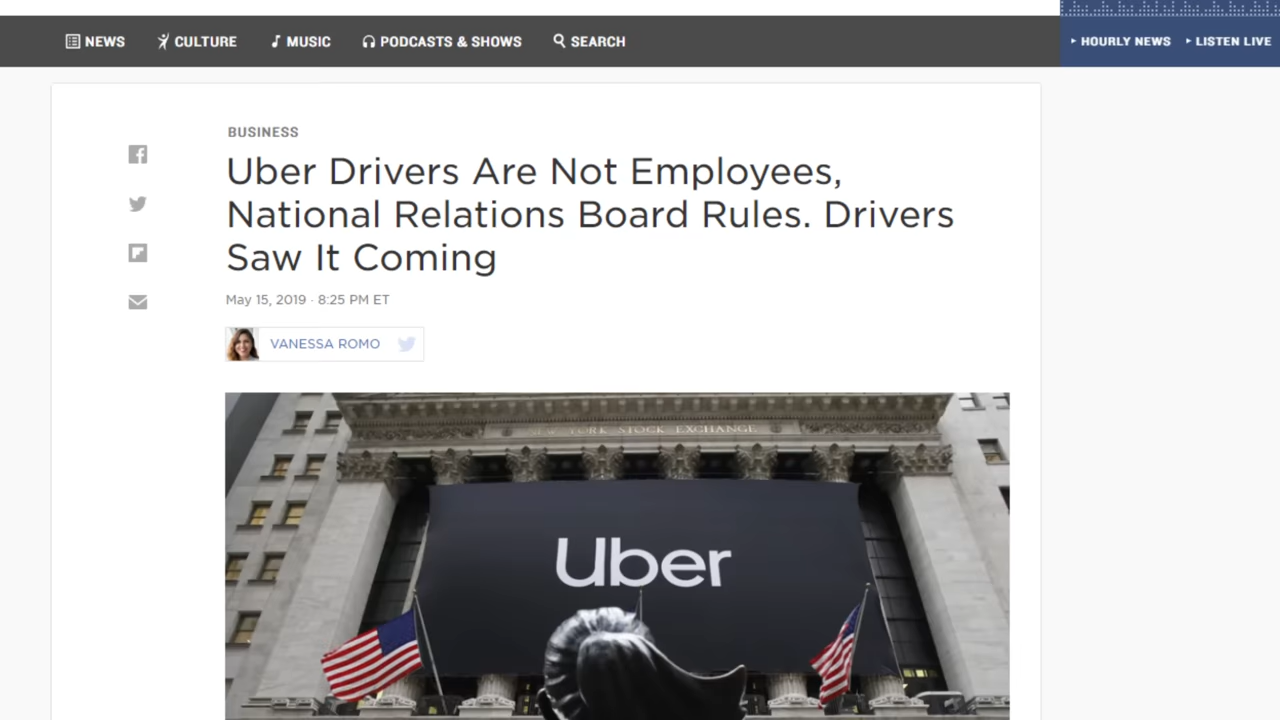 NEWS
CULTURE
MUSIC
PODCASTS & SHOWS
SEARCH
HOURLY NEWS
LISTEN LIVE
BUSINESS
Uber Drivers Are Not Employees,
National Relations Board Rules. Drivers
Saw It Coming
May 15, 2019 · 8:25 PM ET
VANESSA ROMO
YORK STOCK EXCHANGE
Uber